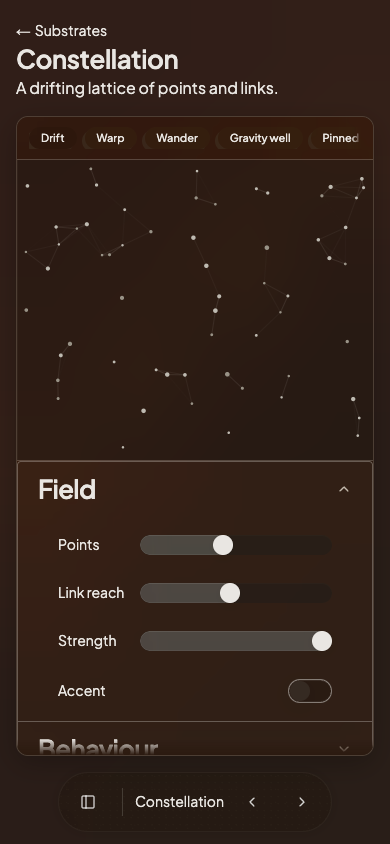 ← Substrates
Constellation
A drifting lattice of points and links.
Drift Warp Wander Gravity well Pinned
Field
Points
Link reach
Strength
Accent
Behaviour
Constellation